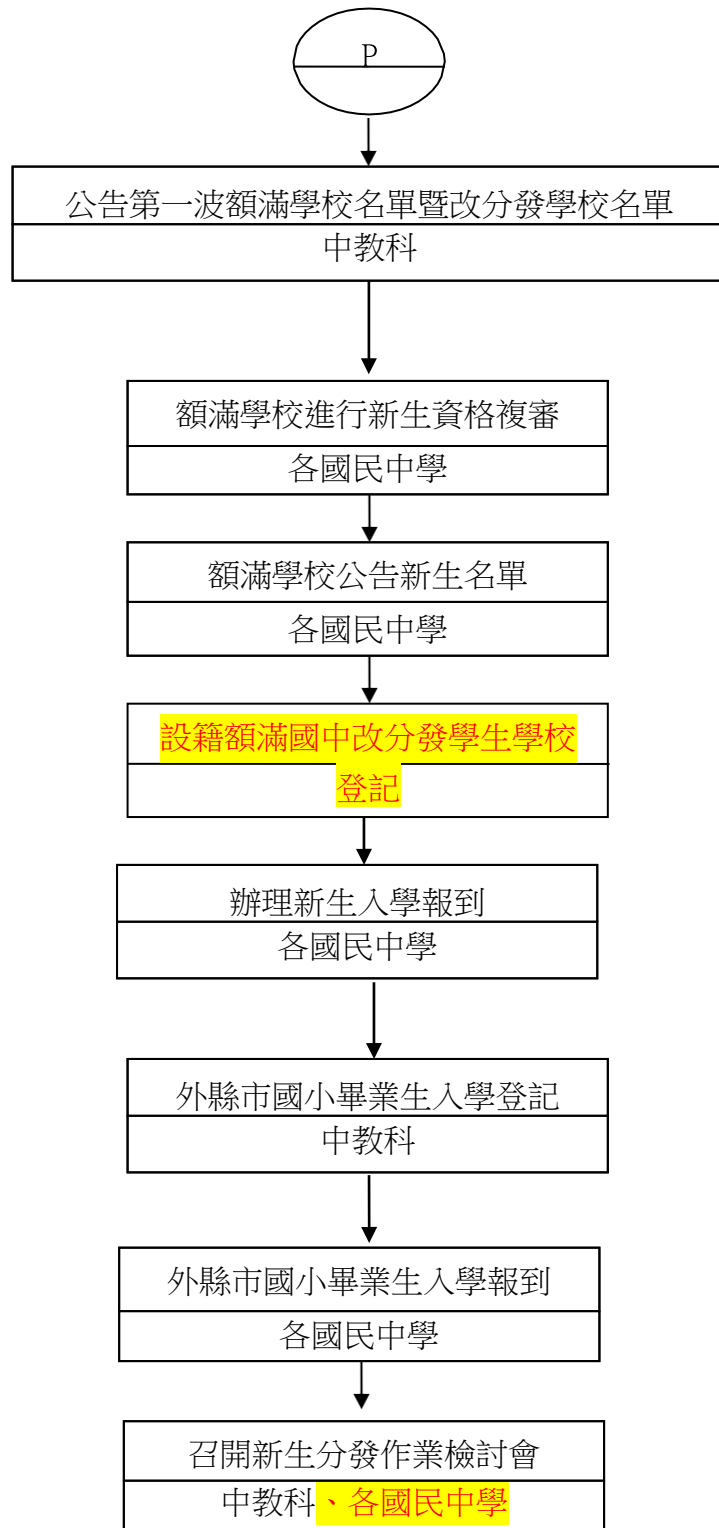 P
公告第一波額滿學校名單暨改分發學校名單
中教科
額滿學校進行新生資格複審
各國民中學
額滿學校公告新生名單
各國民中學
設籍額滿國中改分發學生學校
登記
辦理新生入學報到
各國民中學
外縣市國小畢業生入學登記
中教科
外縣市國小畢業生入學報到
各國民中學
召開新生分發作業檢討會
中教科、各國民中學